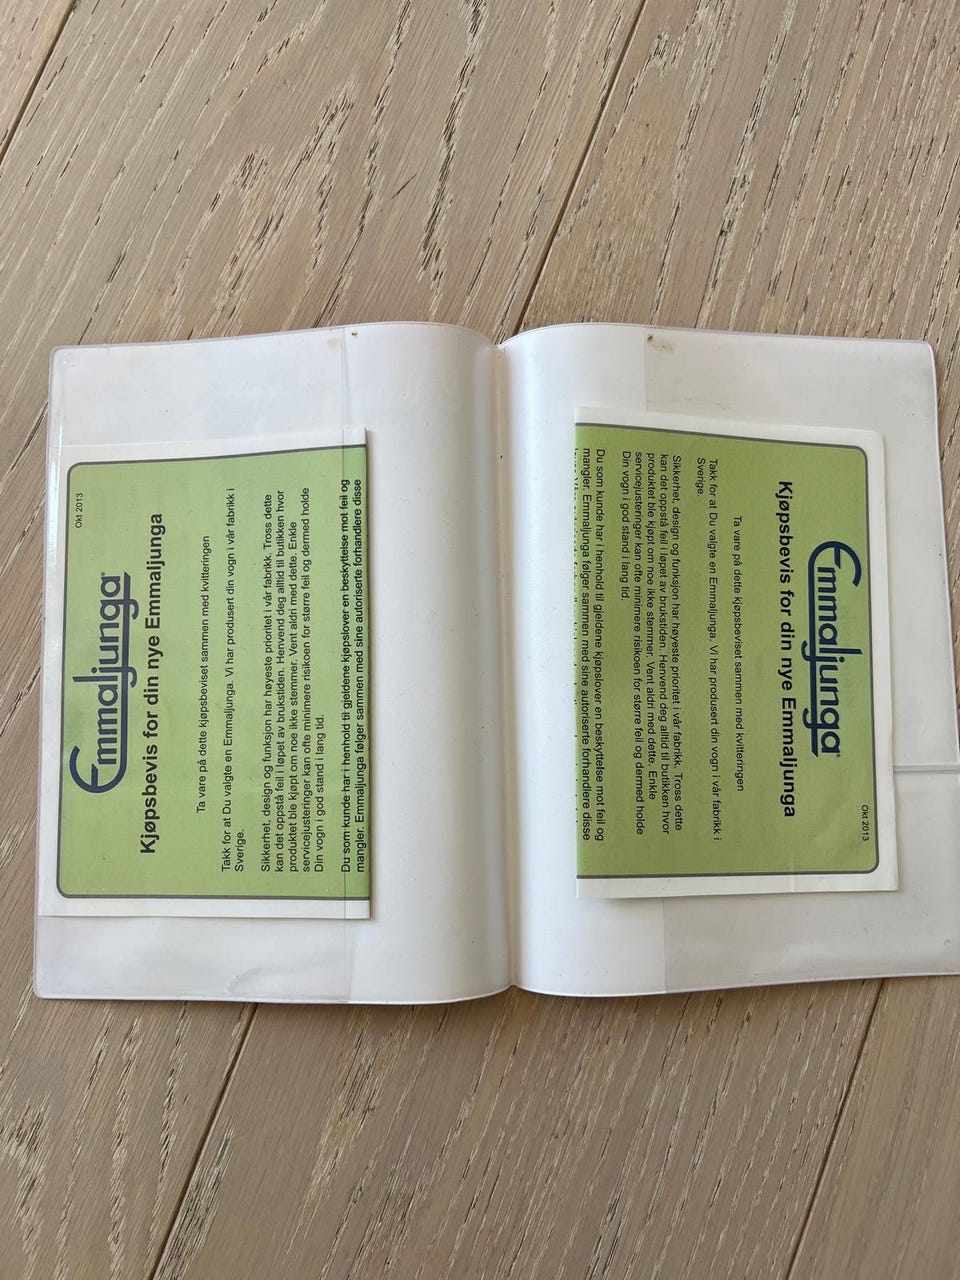 Okt 2013
Emmaljunga®
Kjøpsbevis for din nye Emmaljunga
Ta vare på dette kjøpsbeviset sammen med kvitteringen
Takk for at Du valgte en Emmaljunga. Vi har produsert din vogn i vår fabrikk i
Sverige.
Sikkerhet, design og funksjon har høyeste prioritet i vår fabrikk. Tross dette
kan det oppstå feil i løpet av brukstiden. Henvend deg alltid til butikken hvor
produktet ble kjøpt om noe ikke stemmer. Vent aldri med dette. Enkle
servicejusteringer kan ofte minimere risikoen for større feil og dermed holde
Din vogn i god stand i lang tid.
Du som kunde har i henhold til gjeldene kjøpslover en beskyttelse mot feil og
mangler. Emmaljunga følger sammen med sine autoriserte forhandlere disse
Okt 2013
Emmaljunga®
Kjøpsbevis for din nye Emmaljunga
Ta vare på dette kjøpsbeviset sammen med kvitteringen
Takk for at Du valgte en Emmaljunga. Vi har produsert din vogn i vår fabrikk i
Sverige.
Sikkerhet, design og funksjon har høyeste prioritet i vår fabrikk. Tross dette
kan det oppstå feil i løpet av brukstiden. Henvend deg alltid til butikken hvor
produktet ble kjøpt om noe ikke stemmer. Vent aldri med dette. Enkle
servicejusteringer kan ofte minimere risikoen for større feil og dermed holde
Din vogn i god stand i lang tid.
Du som kunde har i henhold til gjeldene kjøpslover en beskyttelse mot feil og
mangler. Emmaljunga følger sammen med sine autoriserte forhandlere disse